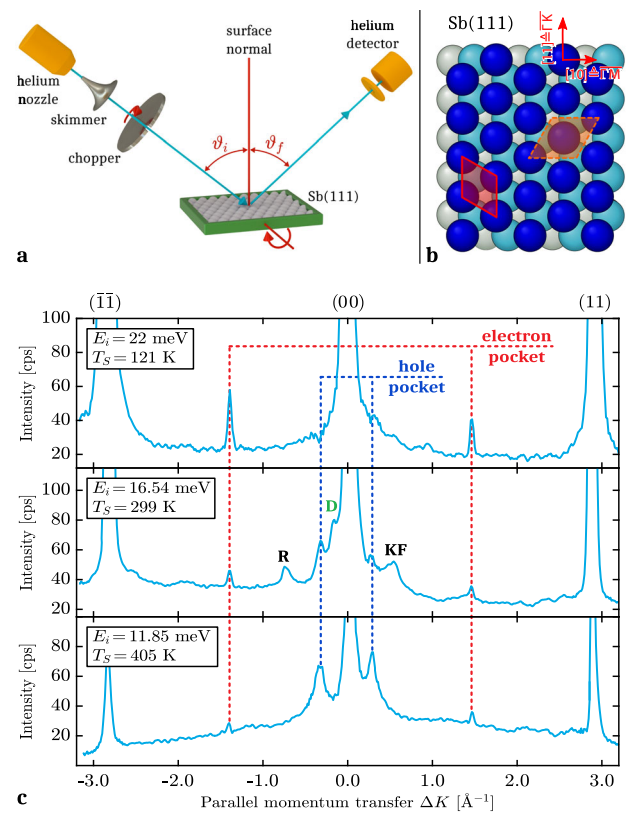 helium
nozzle
skimmer
chopper
surface
normal
helium
detector
ϑi
ϑf
Sb(111)
a
Sb(111)
[11]≙Γ̅K̅
[10]≙Γ̅M̅
b
(1̅1̅)
(00)
(11)
Ei = 22 meV
TS = 121 K
electron
pocket
hole
pocket
Intensity [cps]
100
80
60
40
20
Ei = 16.54 meV
TS = 299 K
R
D
KF
Intensity [cps]
100
80
60
40
20
Ei = 11.85 meV
TS = 405 K
Intensity [cps]
80
60
40
20
-3.0
-2.0
-1.0
0.0
1.0
2.0
3.0
Parallel momentum transfer ΔK [Å⁻¹]
c